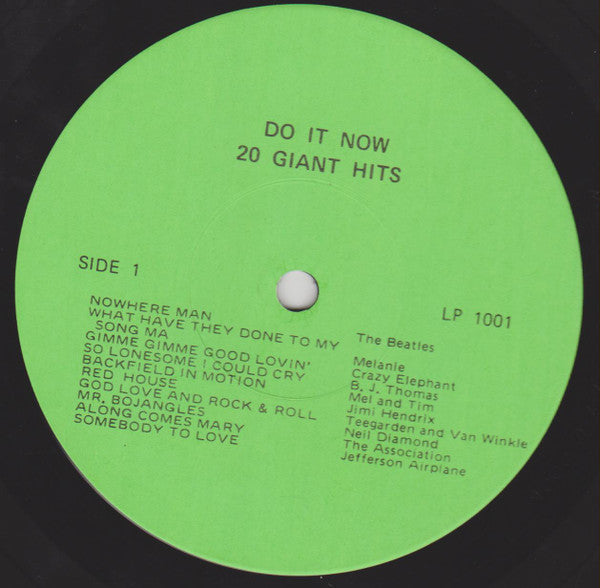 DO IT NOW
20 GIANT HITS
SIDE 1
LP 1001
NOWHERE MAN The Beatles
WHAT HAVE THEY DONE TO MY
SONG MA Melanie
GIMME GIMME GOOD LOVIN' Crazy Elephant
SO LONESOME I COULD CRY B. J. Thomas
BACKFIELD IN MOTION Mel and Tim
RED HOUSE Jimi Hendrix
GOD LOVE AND ROCK & ROLL Teegarden and Van Winkle
MR. BOJANGLES Neil Diamond
ALONG COMES MARY The Association
SOMEBODY TO LOVE Jefferson Airplane